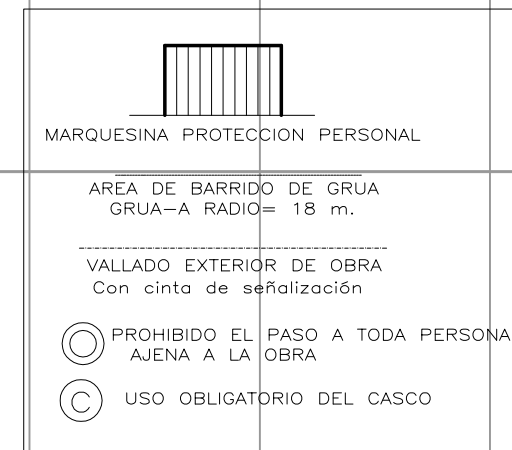 MARQUESINA PROTECCION PERSONAL
AREA DE BARRIDO DE GRUA
GRUA-A RADIO= 18 m.
VALLADO EXTERIOR DE OBRA
Con cinta de señalización
PROHIBIDO EL PASO A TODA PERSONA
AJENA A LA OBRA
C USO OBLIGATORIO DEL CASCO